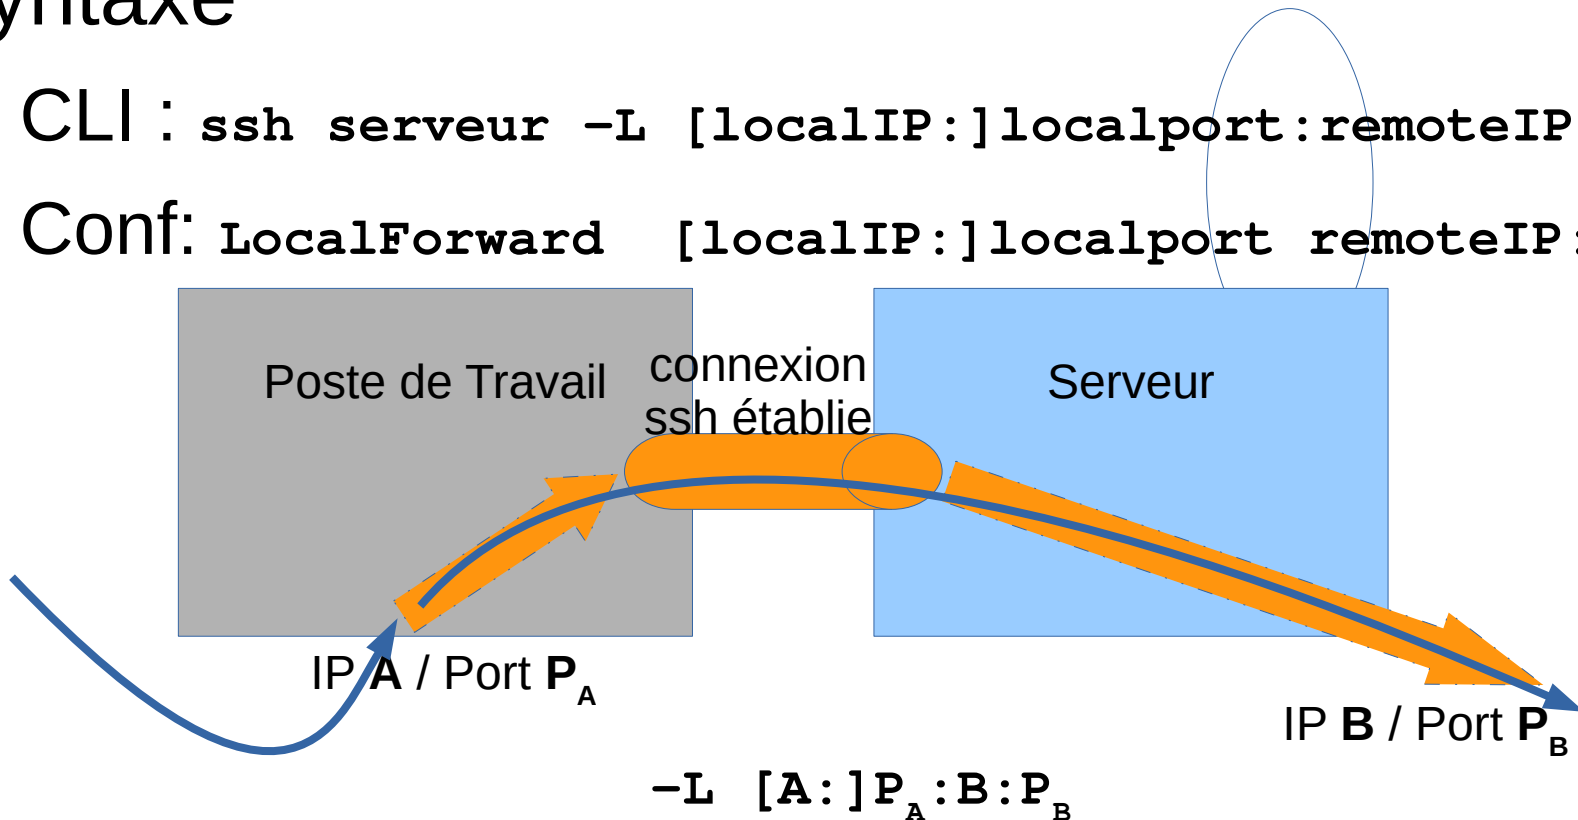 yntaxe
CLI : ssh serveur -L [localIP:]localport:remoteIP
Conf: LocalForward [localIP:]localport remoteIP:
connexion
Poste de Travail
Serveur
ssh établie
IP A / Port PA
IP B / Port PB
-L [A:]PA:B:PB